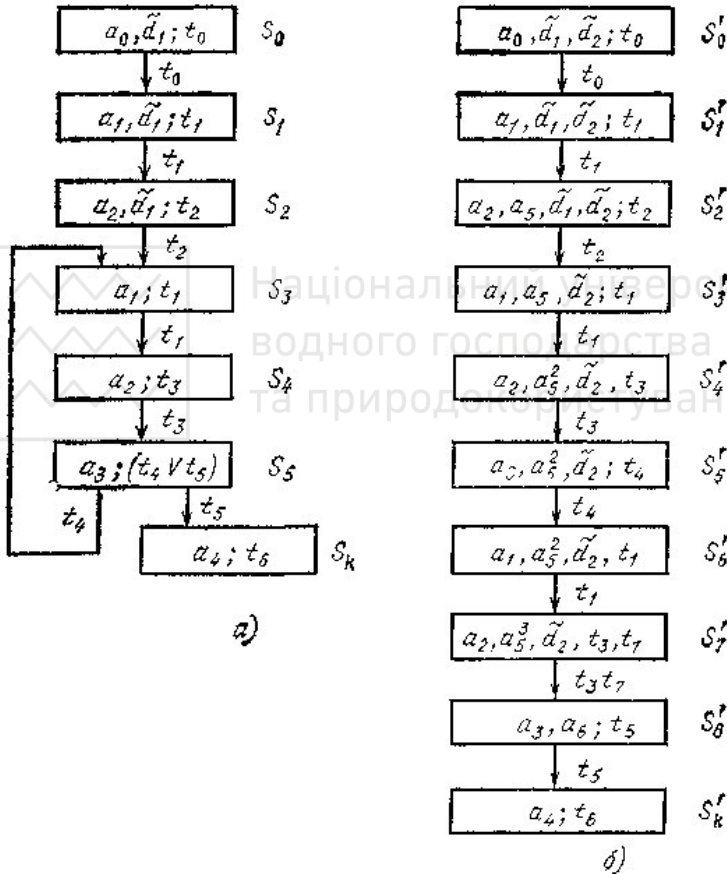 a₀, d̃₁; t₀ S₀
t₀
a₁, d̃₁; t₁ S₁
t₁
a₂, d̃₁; t₂ S₂
t₂
a₁; t₁ S₃
t₁
a₂; t₃ S₄
t₃
a₃; (t₄ V t₅) S₅
t₄ t₅
a₄; t₆ Sₖ
а)
a₀, d̃₁, d̃₂; t₀ S'₀
t₀
a₁, d̃₁, d̃₂; t₁ S'₁
t₁
a₂, a₅, d̃₁, d̃₂; t₂ S'₂
t₂
a₁, a₅, d̃₂; t₁ S'₃
t₁
a₂, a₅², d̃₂, t₃ S'₄
t₃
a₅², d̃₂; t₄ S'₅
t₄
a₁, a₅², d̃₂, t₁ S'₆
t₁
a₂, a₅³, d̃₂, t₃, t₇ S'₇
t₃ t₇
a₃, a₆; t₅ S'₈
t₅
a₄; t₆ S'ₖ
б)
Національний універс
водного господарства
та природокористуван